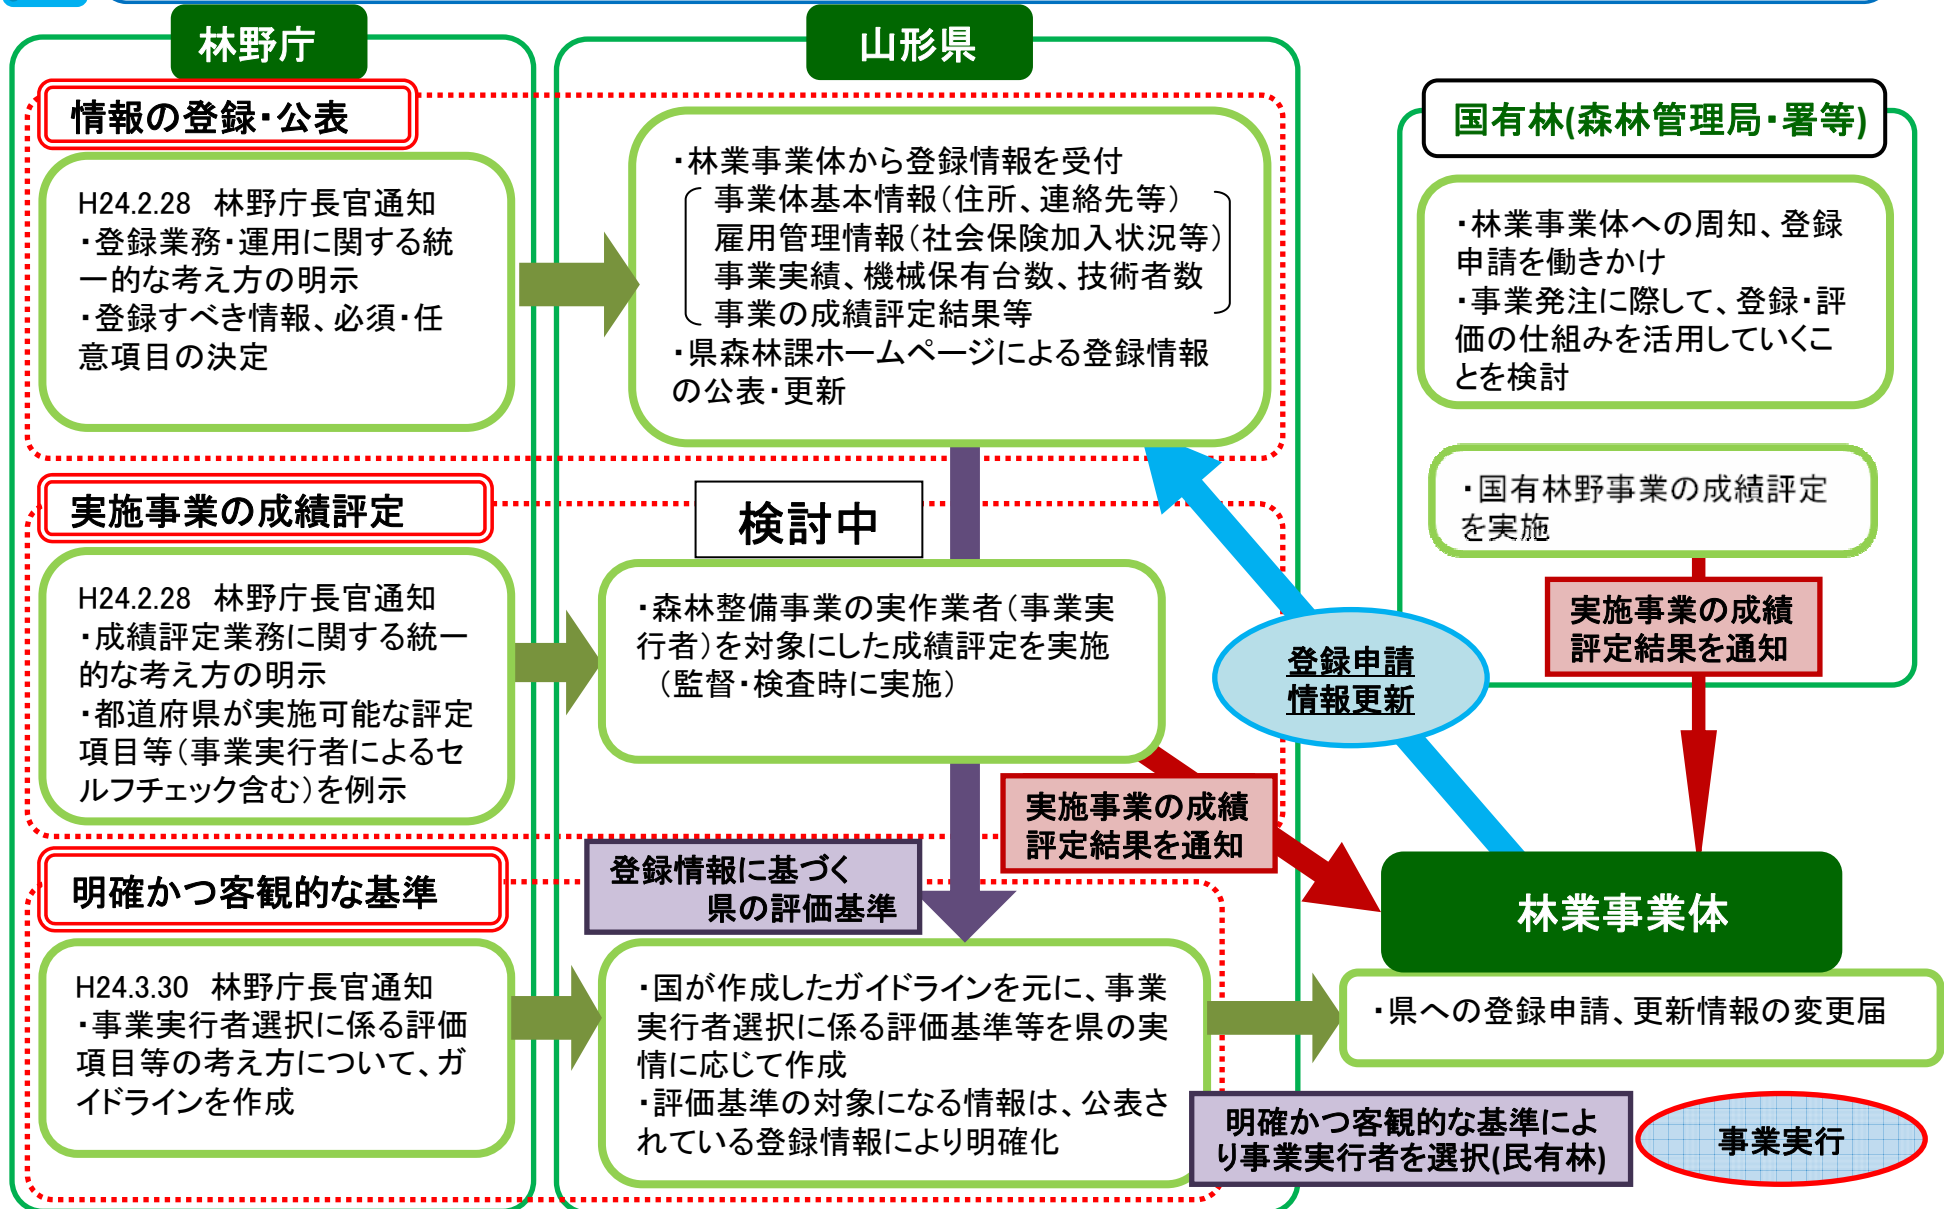 林野庁
情報の登録・公表
H24.2.28 林野庁長官通知
・登録業務・運用に関する統
一的な考え方の明示
・登録すべき情報、必須・任
意項目の決定
実施事業の成績評定
H24.2.28 林野庁長官通知
・成績評定業務に関する統一
的な考え方の明示
・都道府県が実施可能な評定
項目等（事業実行者によるセ
ルフチェック含む）を例示
明確かつ客観的な基準
H24.3.30 林野庁長官通知
・事業実行者選択に係る評価
項目等の考え方について、ガ
イドラインを作成
山形県
・林業事業体から登録情報を受付
事業体基本情報（住所、連絡先等）
雇用管理情報（社会保険加入状況等）
事業実績、機械保有台数、技術者数
事業の成績評定結果等
・県森林課ホームページによる登録情報
の公表・更新
検討中
・森林整備事業の実作業者（事業実
行者）を対象にした成績評定を実施
（監督・検査時に実施）
実施事業の成績
評定結果を通知
登録情報に基づく
県の評価基準
・国が作成したガイドラインを元に、事業
実行者選択に係る評価基準等を県の実
情に応じて作成
・評価基準の対象になる情報は、公表さ
れている登録情報により明確化
国有林(森林管理局・署等)
・林業事業体への周知、登録
申請を働きかけ
・事業発注に際して、登録・評
価の仕組みを活用していくこ
とを検討
・国有林野事業の成績評定
を実施
実施事業の成績
評定結果を通知
登録申請
情報更新
林業事業体
・県への登録申請、更新情報の変更届
明確かつ客観的な基準によ
り事業実行者を選択(民有林)
事業実行